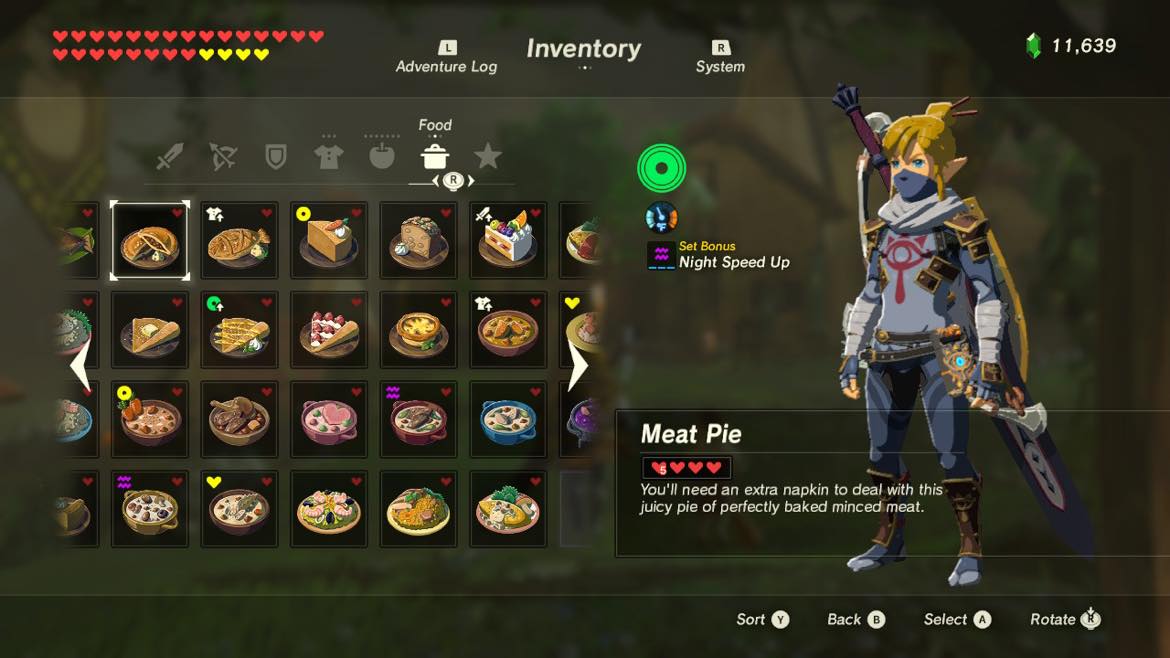 L
Inventory
R
11,639
Adventure Log
System
Food
R
°F
Set Bonus
Night Speed Up
Meat Pie
5
You'll need an extra napkin to deal with this
juicy pie of perfectly baked minced meat.
Sort Y
Back B
Select A
Rotate R